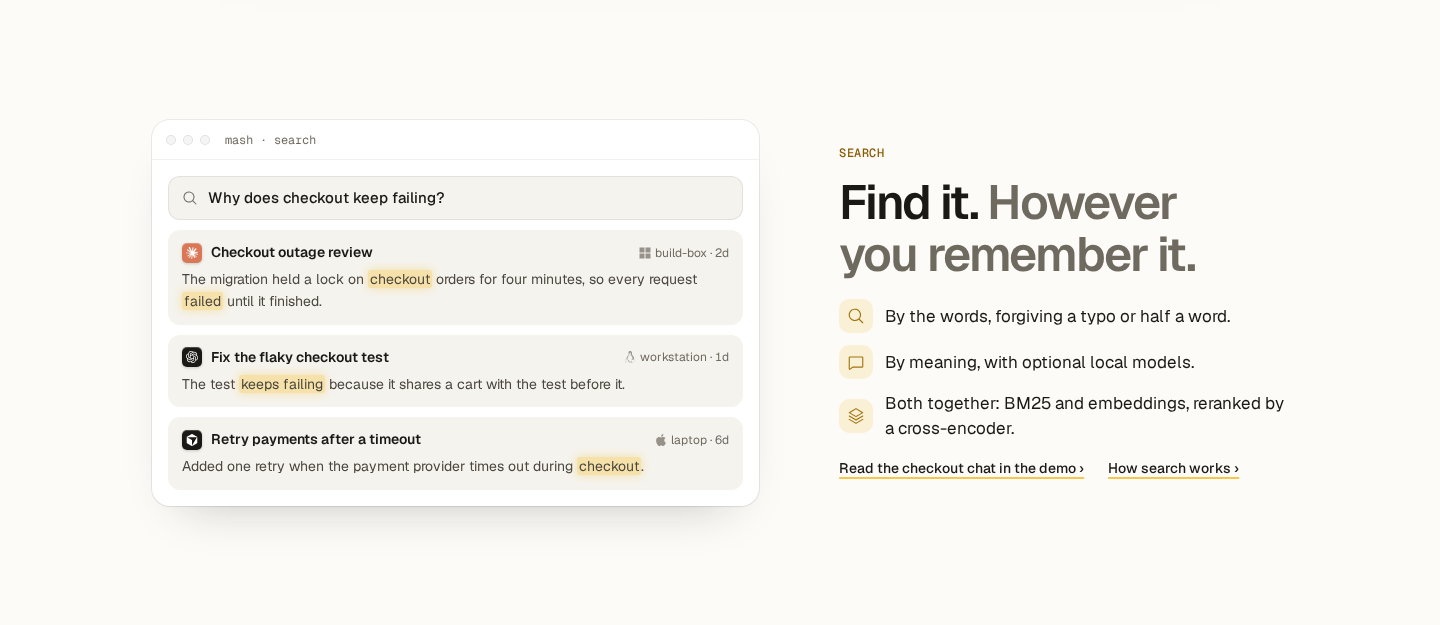 mash · search
Why does checkout keep failing?
Checkout outage review
build-box · 2d
The migration held a lock on checkout orders for four minutes, so every request
failed until it finished.
Fix the flaky checkout test
workstation · 1d
The test keeps failing because it shares a cart with the test before it.
Retry payments after a timeout
laptop · 6d
Added one retry when the payment provider times out during checkout.
SEARCH
Find it. However
you remember it.
By the words, forgiving a typo or half a word.
By meaning, with optional local models.
Both together: BM25 and embeddings, reranked by
a cross-encoder.
Read the checkout chat in the demo ›
How search works ›